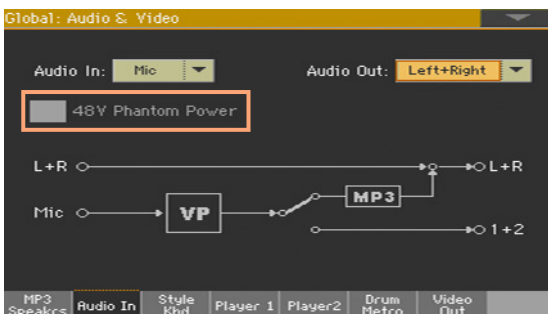 Global: Audio & Video
Audio In: Mic Audio Out: Left+Right
48V Phantom Power
L+R L+R
MP3
Mic VP
1+2
MP3 Style Drum Video
Speakrs Audio In Kbd Player 1 Player2 Metro Out